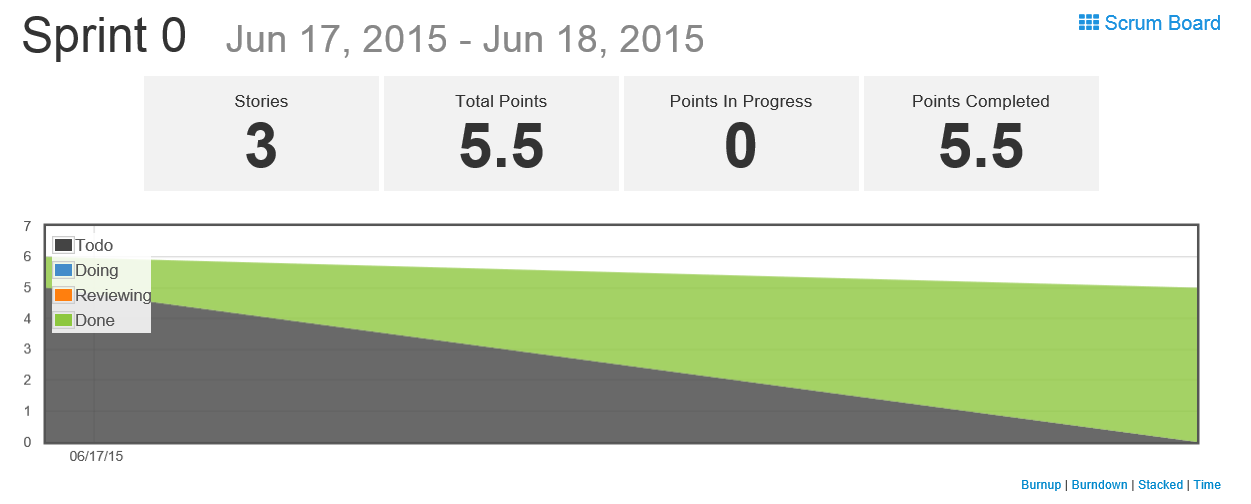 Sprint 0 Jun 17, 2015 - Jun 18, 2015
Scrum Board
Stories
3
Total Points
5.5
Points In Progress
0
Points Completed
5.5
7
6
5
4
3
2
1
0
Todo
Doing
Reviewing
Done
06/17/15
Burnup | Burndown | Stacked | Time